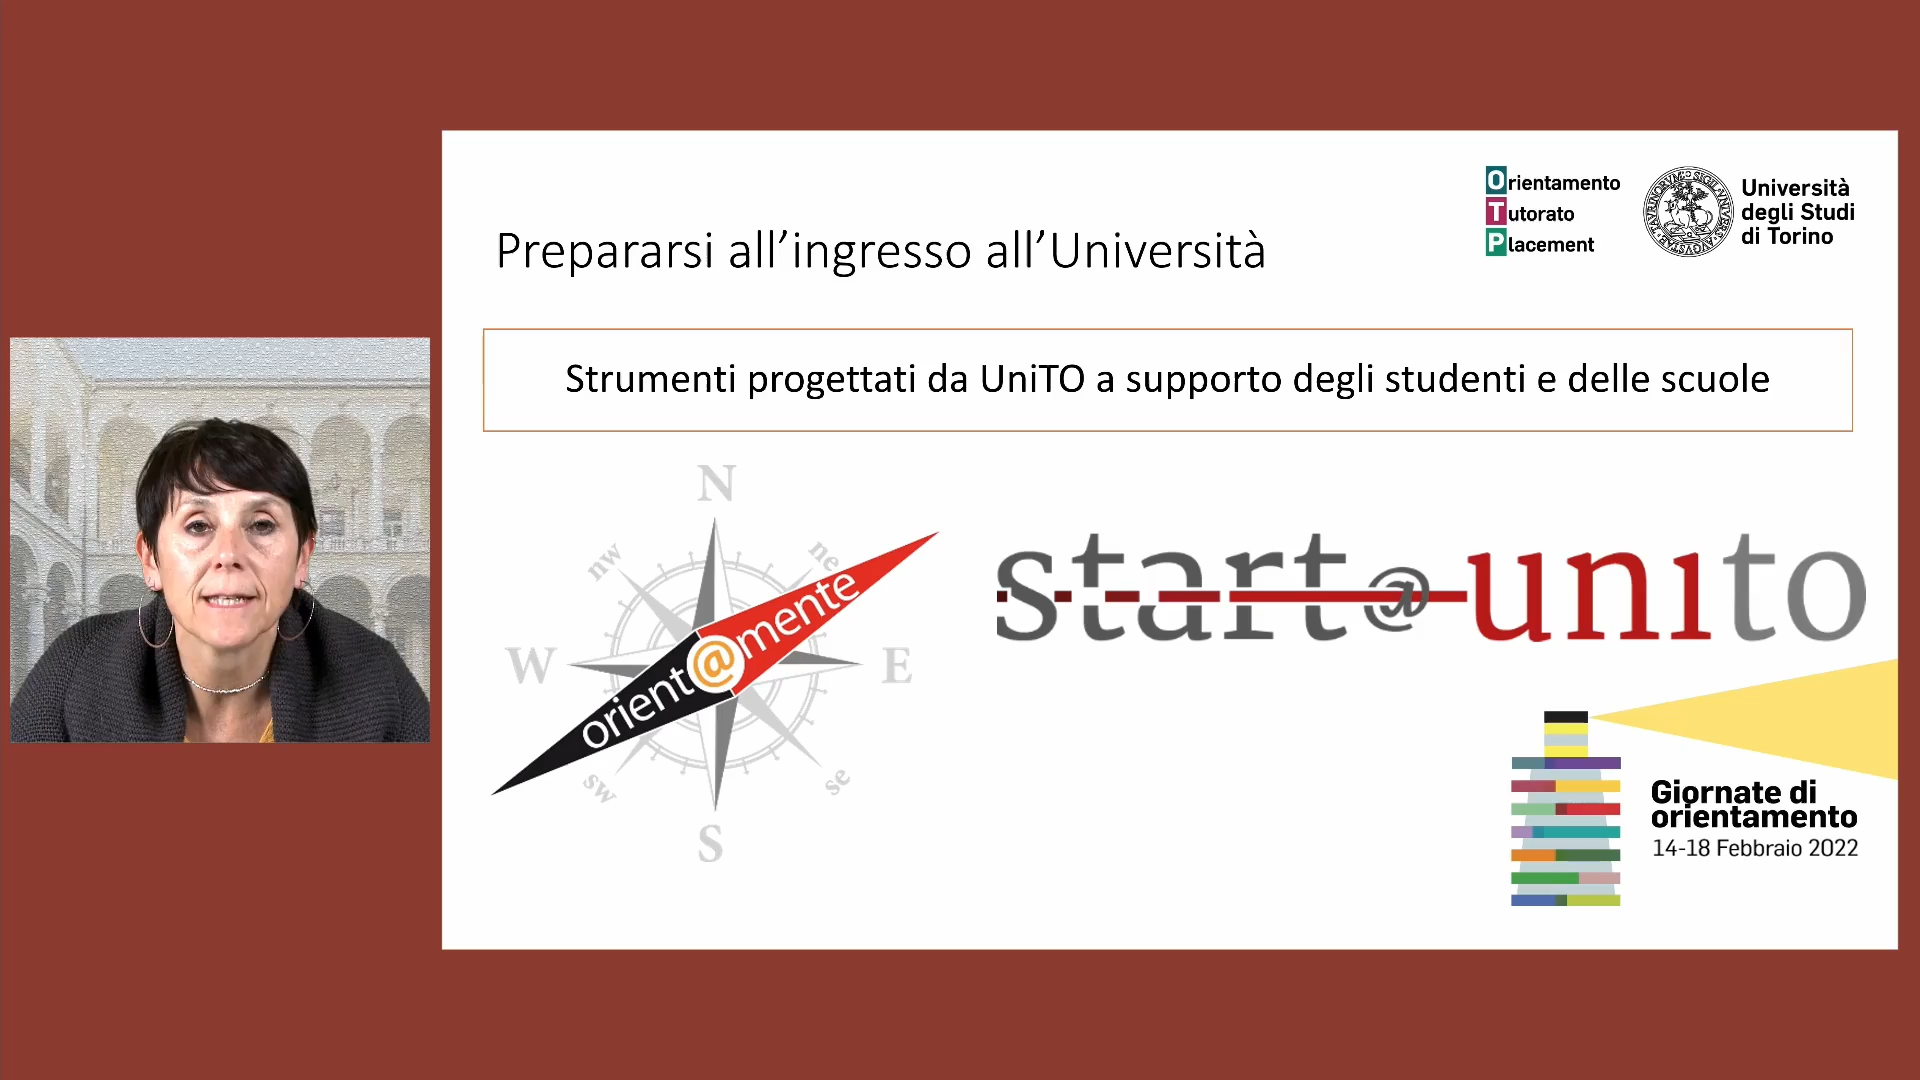 Orientamento
Tutorato
Placement
SIGILLVM
Università
degli Studi
di Torino
Prepararsi all’ingresso all’Università
Strumenti progettati da UniTO a supporto degli studenti e delle scuole
N
nw
ne
W
E
sw
se
S
orient@mente
start@unito
Giornate di
orientamento
14-18 Febbraio 2022